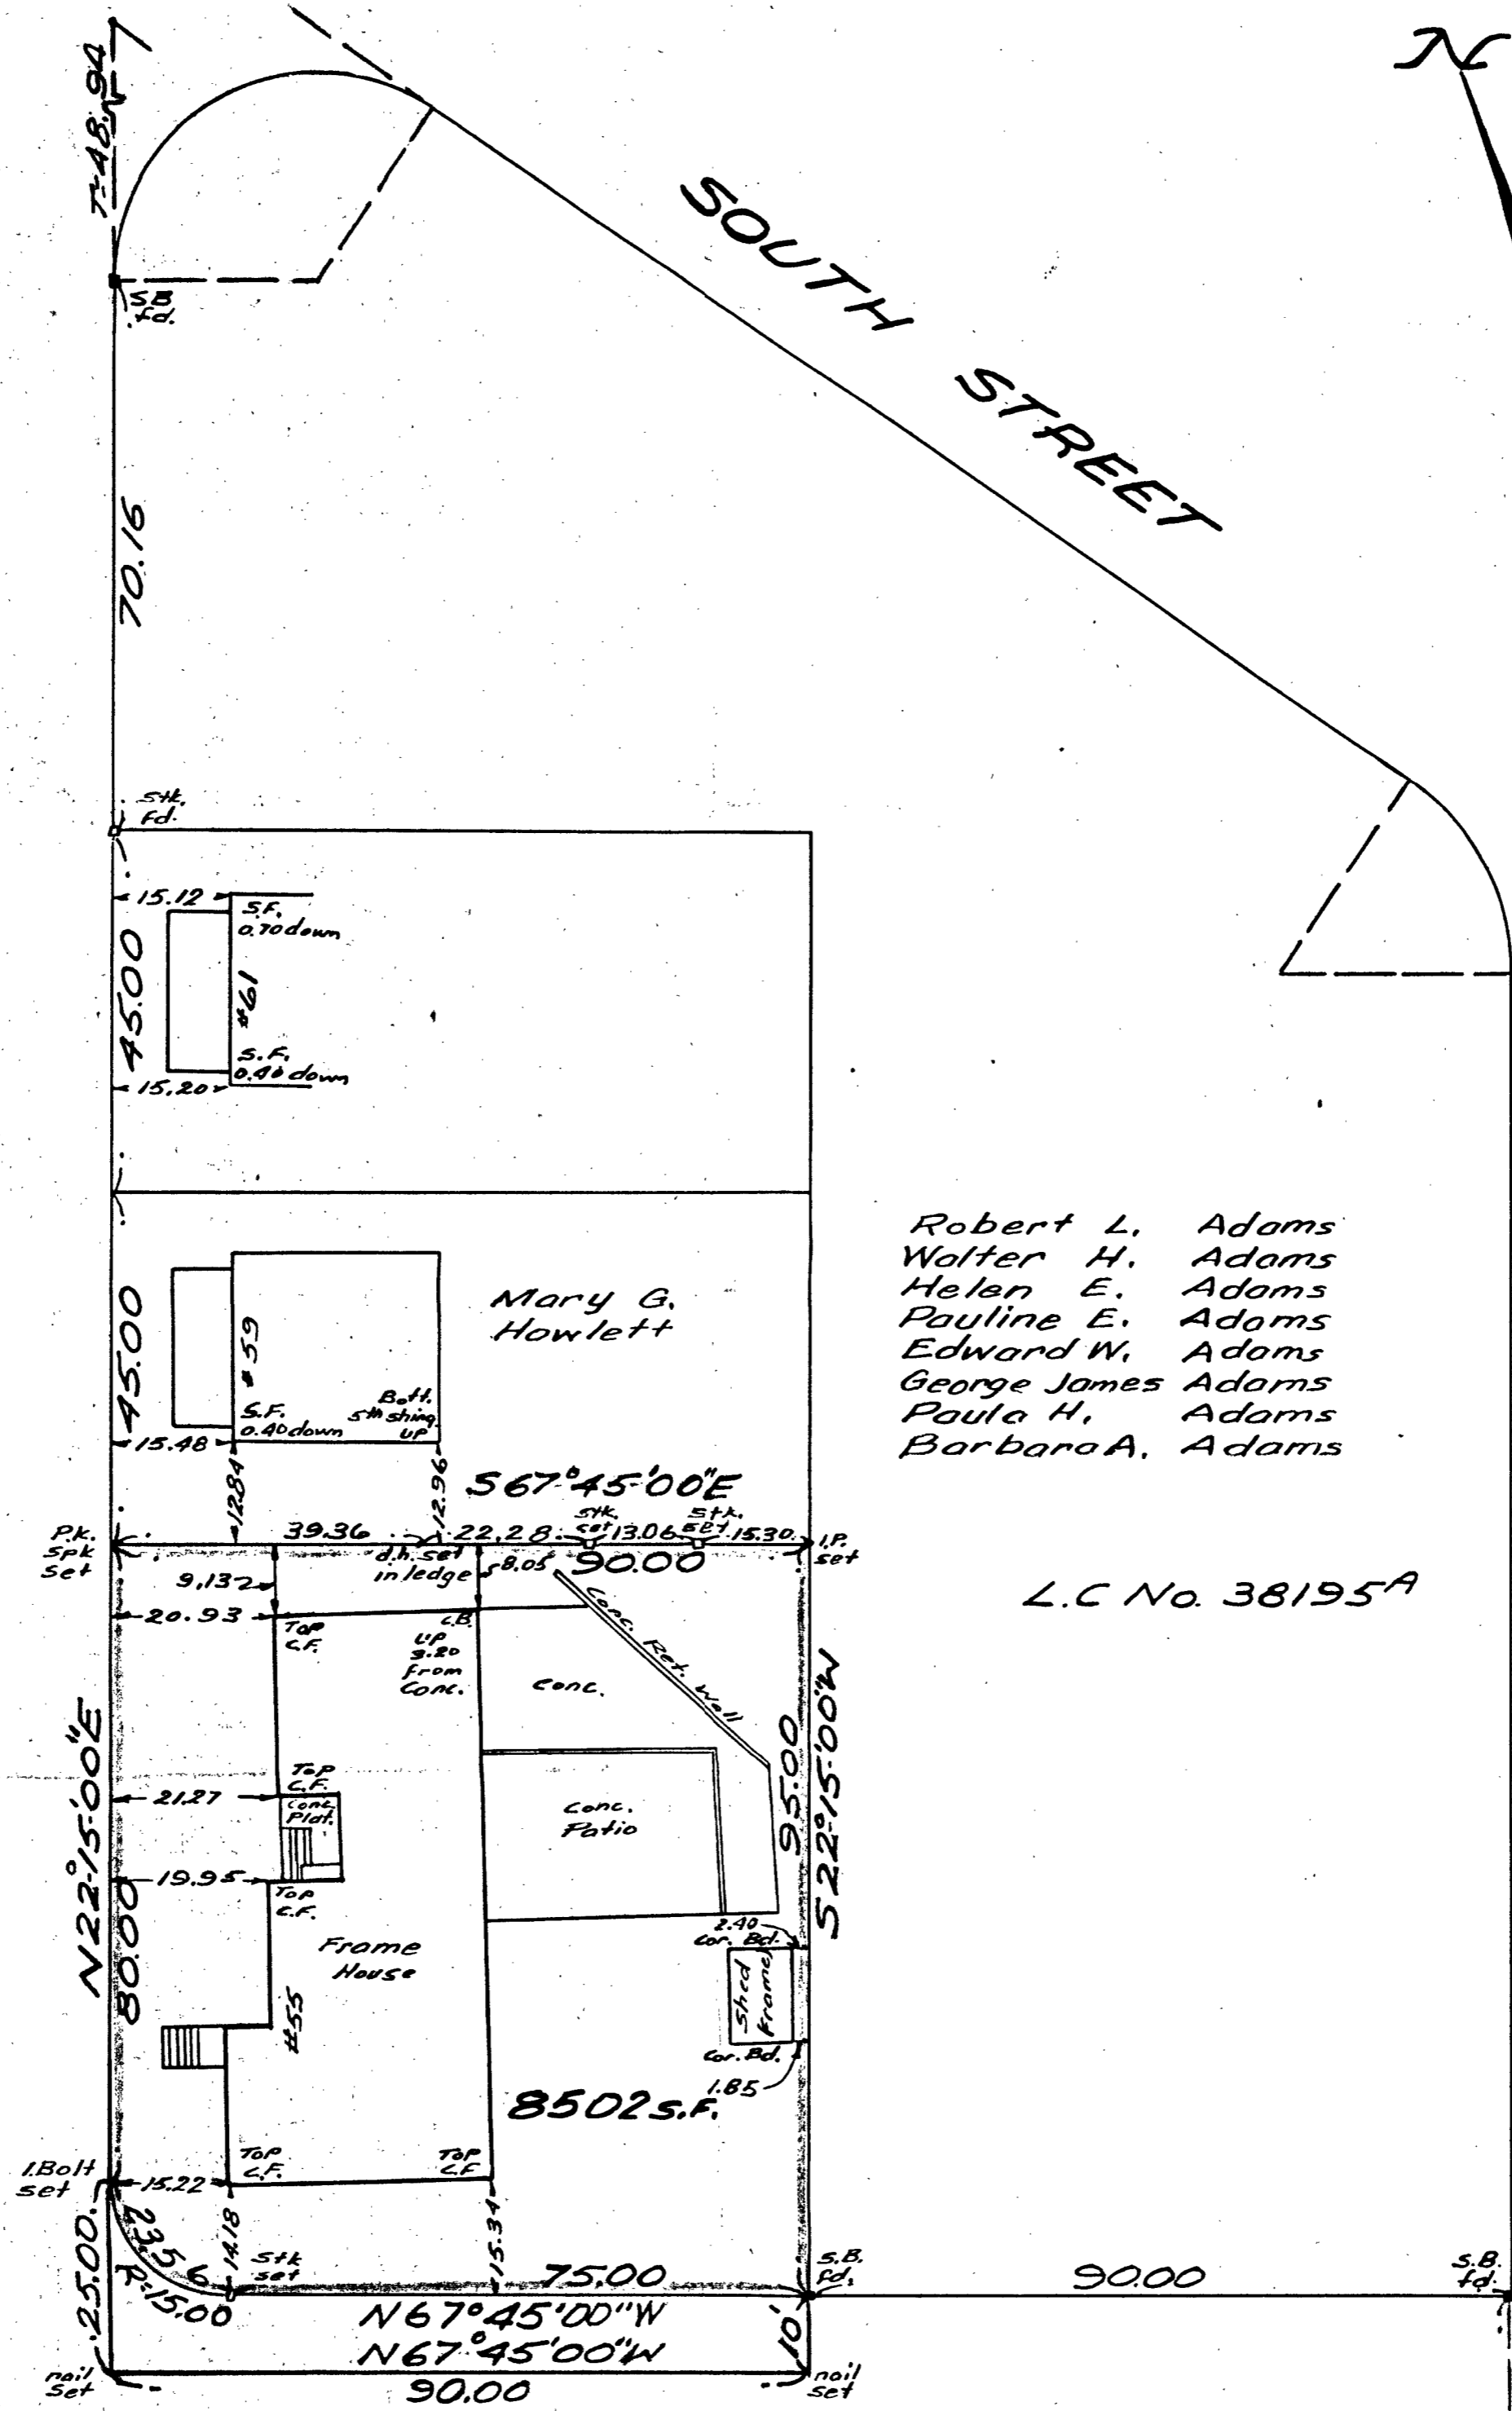 N
T=48.94
SOUTH STREET
S.B.
fd.
70.16
Stk.
Fd.
15.12
S.F.
0.70 down
45.00
#61
S.F.
0.40 down
15.20
Robert L. Adams
Walter H. Adams
Helen E. Adams
Pauline E. Adams
Edward W. Adams
George James Adams
Paula H. Adams
Barbara A. Adams
Mary G.
Howlett
45.00
#59
S.F.
0.40 down
Bott.
5th shing.
up
15.48
12.84
12.96
S67°45'00"E
P.k.
Spk
set
39.36
d.h. set
in ledge
22.28
stk.
set
13.06
stk.
set
15.30
I.P.
set
90.00
9.132
8.05
20.93
Top
C.F.
C.B.
up
3.20
from
Conc.
Conc.
Conc. Ret. Wall
L.C No. 38195A
N22°15'00"E
80.00
21.27
Top
C.F.
Conc.
Plat.
Conc.
Patio
95.00
S22°15'00"W
19.95
Top
C.F.
Frame
House
#55
2.40
Cor. Bd.
Shed
Frame
Cor. Bd.
1.85
8502 S.F.
Top
C.F.
Top
C.F.
I.Bolt
set
15.22
25.00
23.56
R=15.00
14.18
Stk
set
15.34
75.00
S.B.
fd.
90.00
S.B.
fd.
N67°45'00"W
N67°45'00"W
10'
nail
set
90.00
nail
set